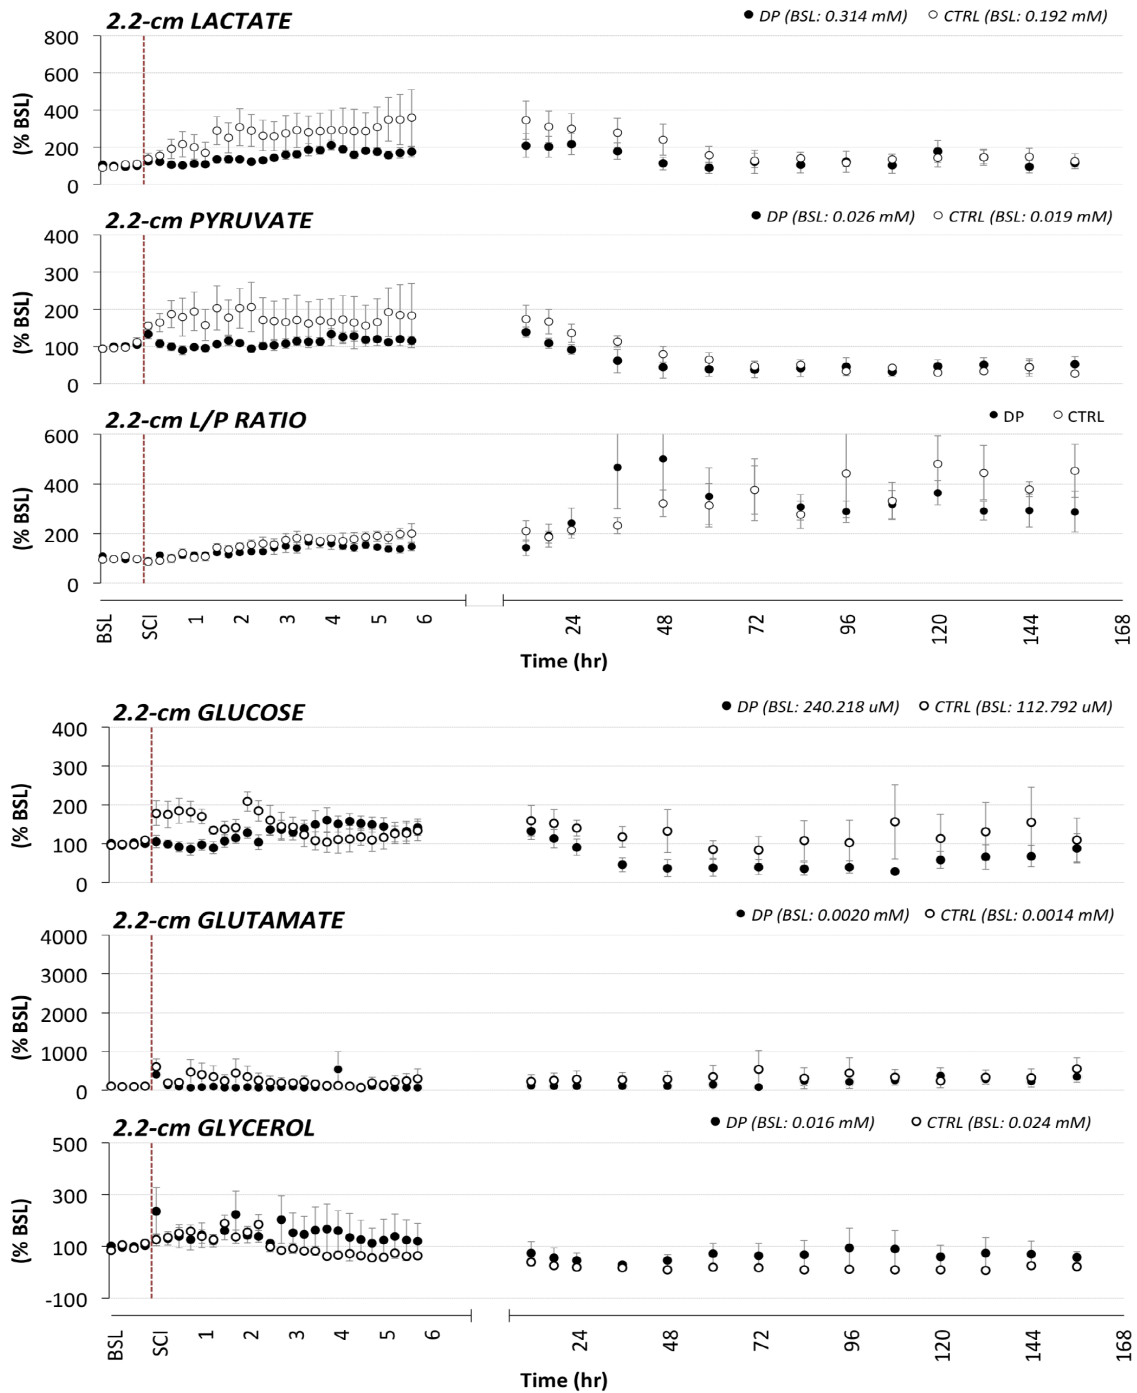 2.2-cm LACTATE
DP (BSL: 0.314 mM) CTRL (BSL: 0.192 mM)
800
600
400
200
0
(% BSL)
2.2-cm PYRUVATE
DP (BSL: 0.026 mM) CTRL (BSL: 0.019 mM)
400
300
200
100
0
(% BSL)
2.2-cm L/P RATIO
DP CTRL
600
400
200
0
(% BSL)
BSL SCI 1 2 3 4 5 6 24 48 72 96 120 144 168
Time (hr)
2.2-cm GLUCOSE
DP (BSL: 240.218 uM) CTRL (BSL: 112.792 uM)
400
300
200
100
0
(% BSL)
2.2-cm GLUTAMATE
DP (BSL: 0.0020 mM) CTRL (BSL: 0.0014 mM)
4000
3000
2000
1000
0
(% BSL)
2.2-cm GLYCEROL
DP (BSL: 0.016 mM) CTRL (BSL: 0.024 mM)
500
300
100
-100
(% BSL)
BSL SCI 1 2 3 4 5 6 24 48 72 96 120 144 168
Time (hr)